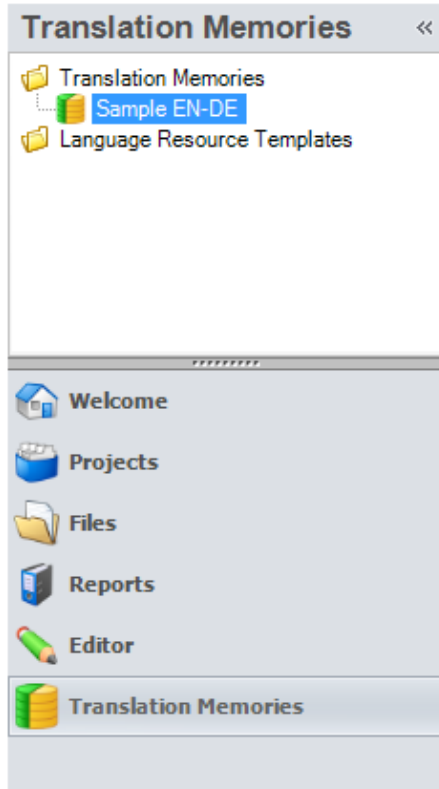 Translation Memories «
Translation Memories
Sample EN-DE
Language Resource Templates
Welcome
Projects
Files
Reports
Editor
Translation Memories